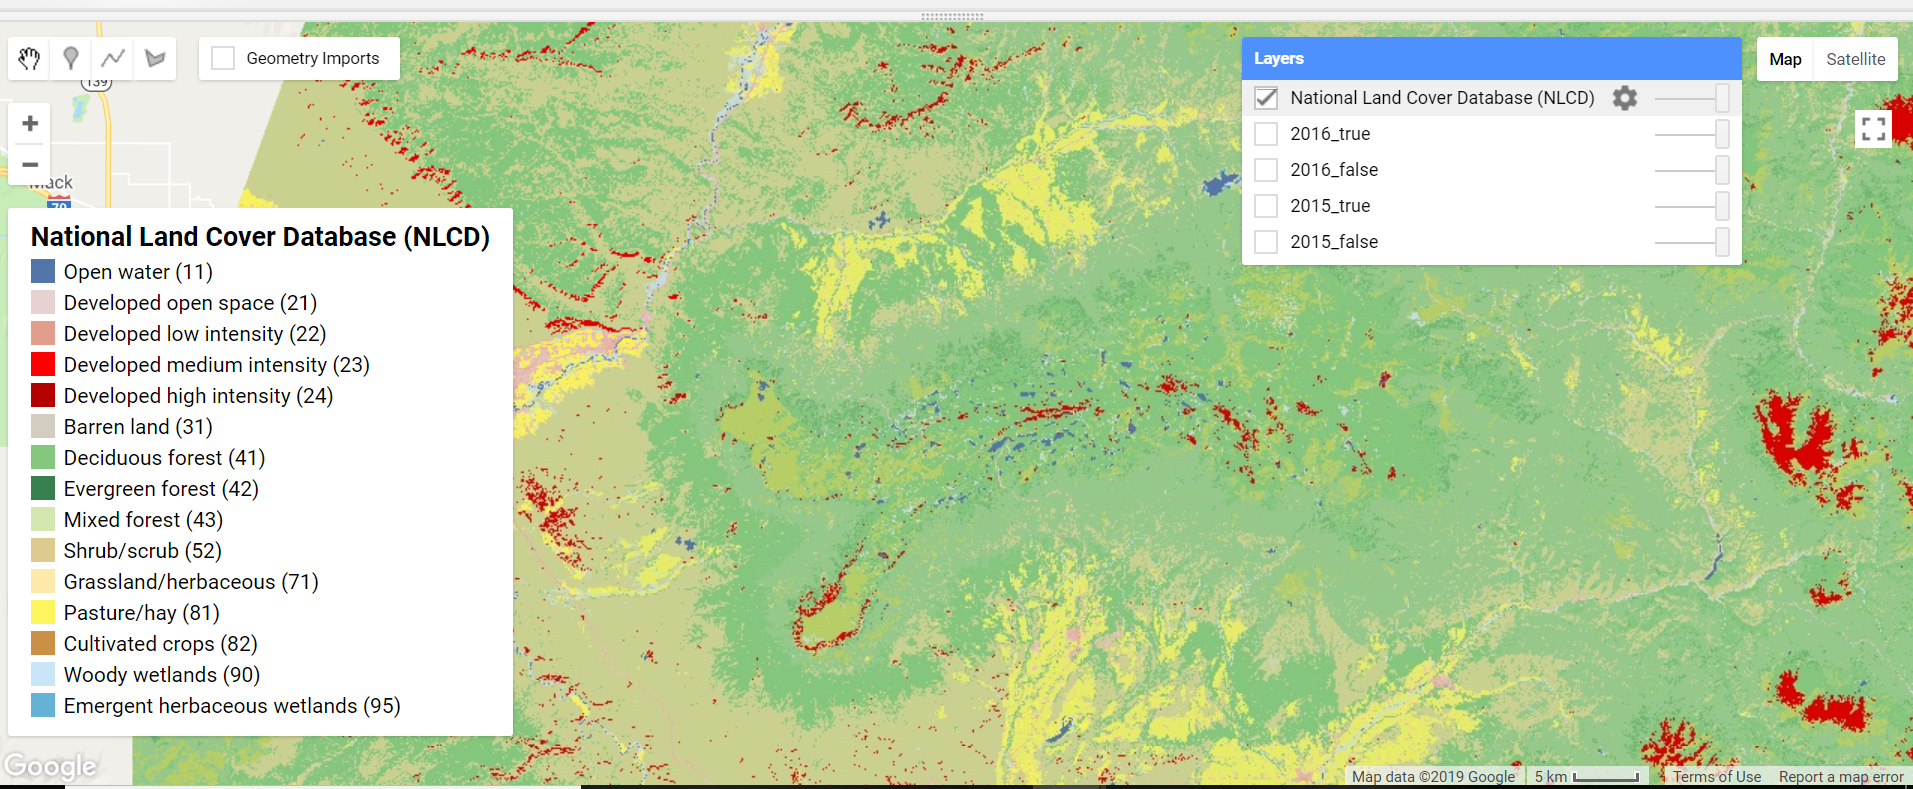 Geometry Imports
139
Mack
70
National Land Cover Database (NLCD)
Open water (11)
Developed open space (21)
Developed low intensity (22)
Developed medium intensity (23)
Developed high intensity (24)
Barren land (31)
Deciduous forest (41)
Evergreen forest (42)
Mixed forest (43)
Shrub/scrub (52)
Grassland/herbaceous (71)
Pasture/hay (81)
Cultivated crops (82)
Woody wetlands (90)
Emergent herbaceous wetlands (95)
Google
Layers
National Land Cover Database (NLCD)
2016_true
2016_false
2015_true
2015_false
Map Satellite
Map data ©2019 Google 5 km Terms of Use Report a map error